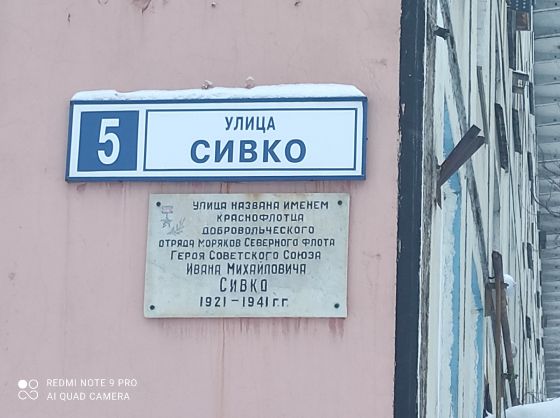 5
УЛИЦА
СИВКО
УЛИЦА НАЗВАНА ИМЕНЕМ
КРАСНОФЛОТЦА
ДОБРОВОЛЬЧЕСКОГО
ОТРЯДА МОРЯКОВ СЕВЕРНОГО ФЛОТА
ГЕРОЯ СОВЕТСКОГО СОЮЗА
ИВАНА МИХАЙЛОВИЧА
СИВКО
1921-1941 г.г.
REDMI NOTE 9 PRO
AI QUAD CAMERA